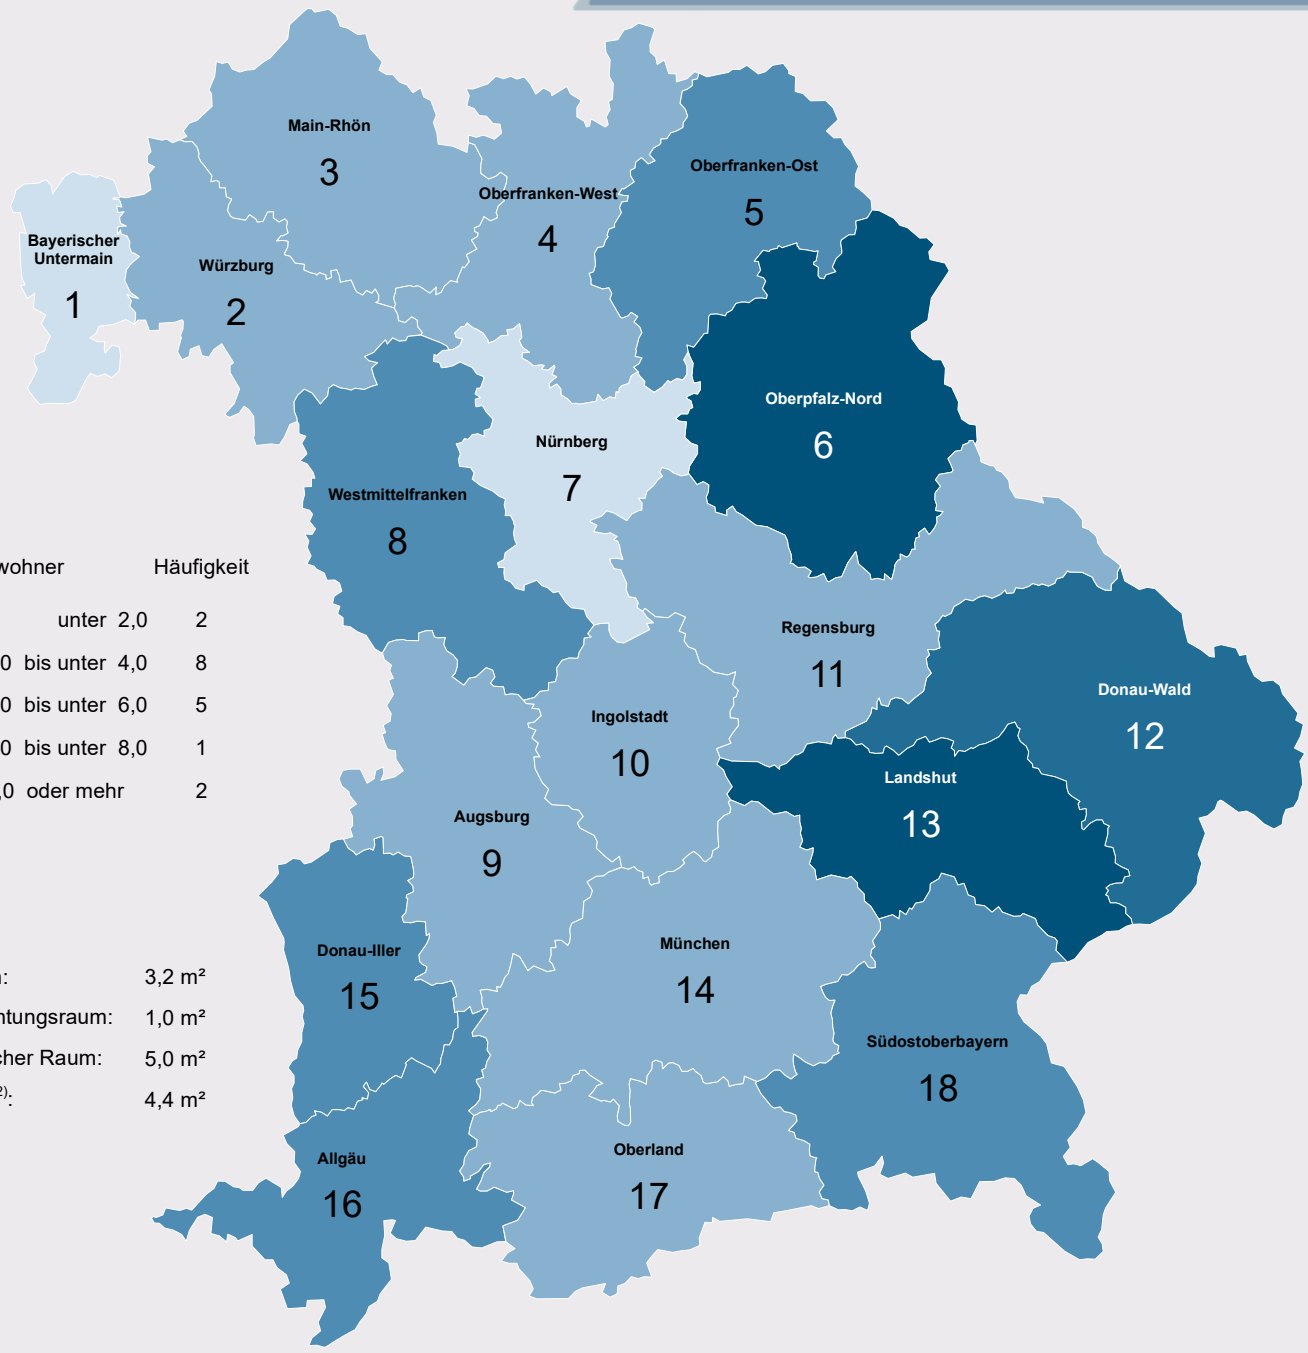 Main-Rhön
3
Oberfranken-West
4
Oberfranken-Ost
5
Bayerischer
Untermain
1
Würzburg
2
Oberpfalz-Nord
6
Nürnberg
7
Westmittelfranken
8
Regensburg
11
Donau-Wald
12
Ingolstadt
10
Landshut
13
Augsburg
9
Donau-Iller
15
München
14
Südostoberbayern
18
Allgäu
16
Oberland
17
wohner Häufigkeit
unter 2,0 2
0 bis unter 4,0 8
0 bis unter 6,0 5
0 bis unter 8,0 1
,0 oder mehr 2
: 3,2 m²
htungsraum: 1,0 m²
cher Raum: 5,0 m²
2): 4,4 m²